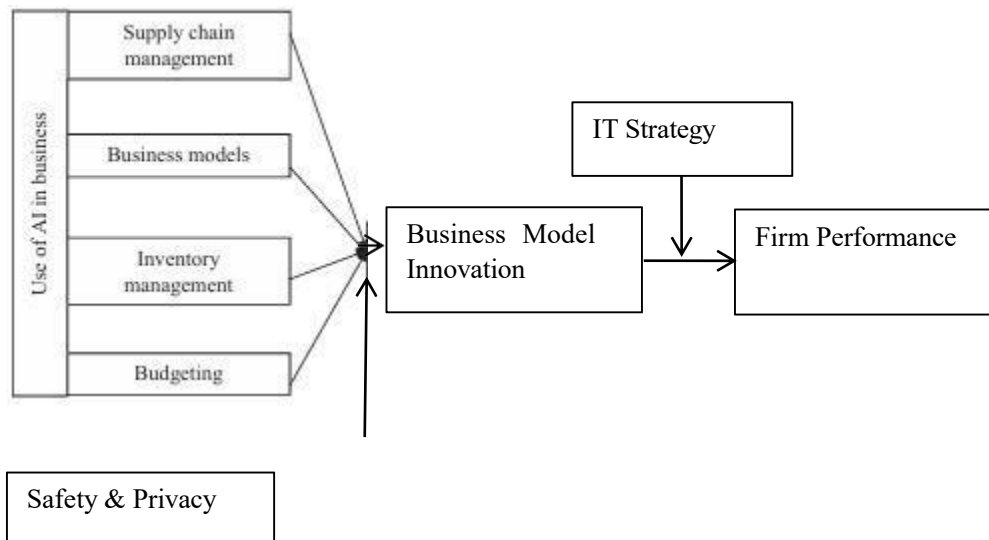 Use of AI in business
Supply chain
management
Business models
Inventory
management
Budgeting
IT Strategy
Business Model
Innovation
Firm Performance
Safety & Privacy